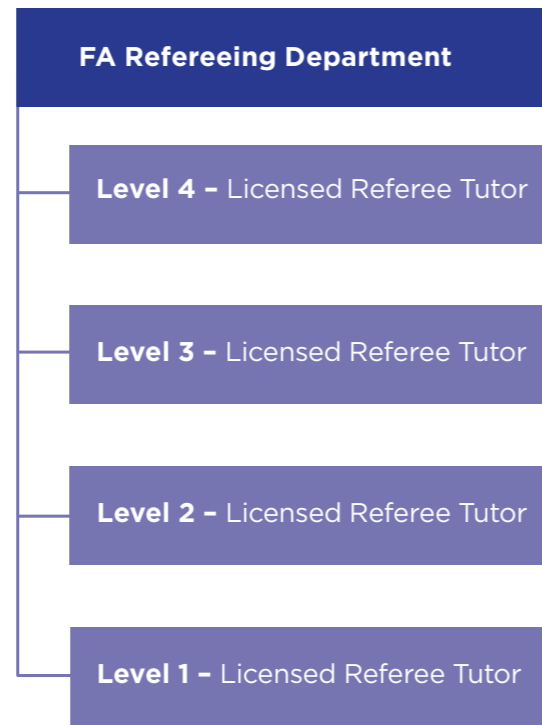 FA Refereeing Department
Level 4 – Licensed Referee Tutor
Level 3 – Licensed Referee Tutor
Level 2 – Licensed Referee Tutor
Level 1 – Licensed Referee Tutor